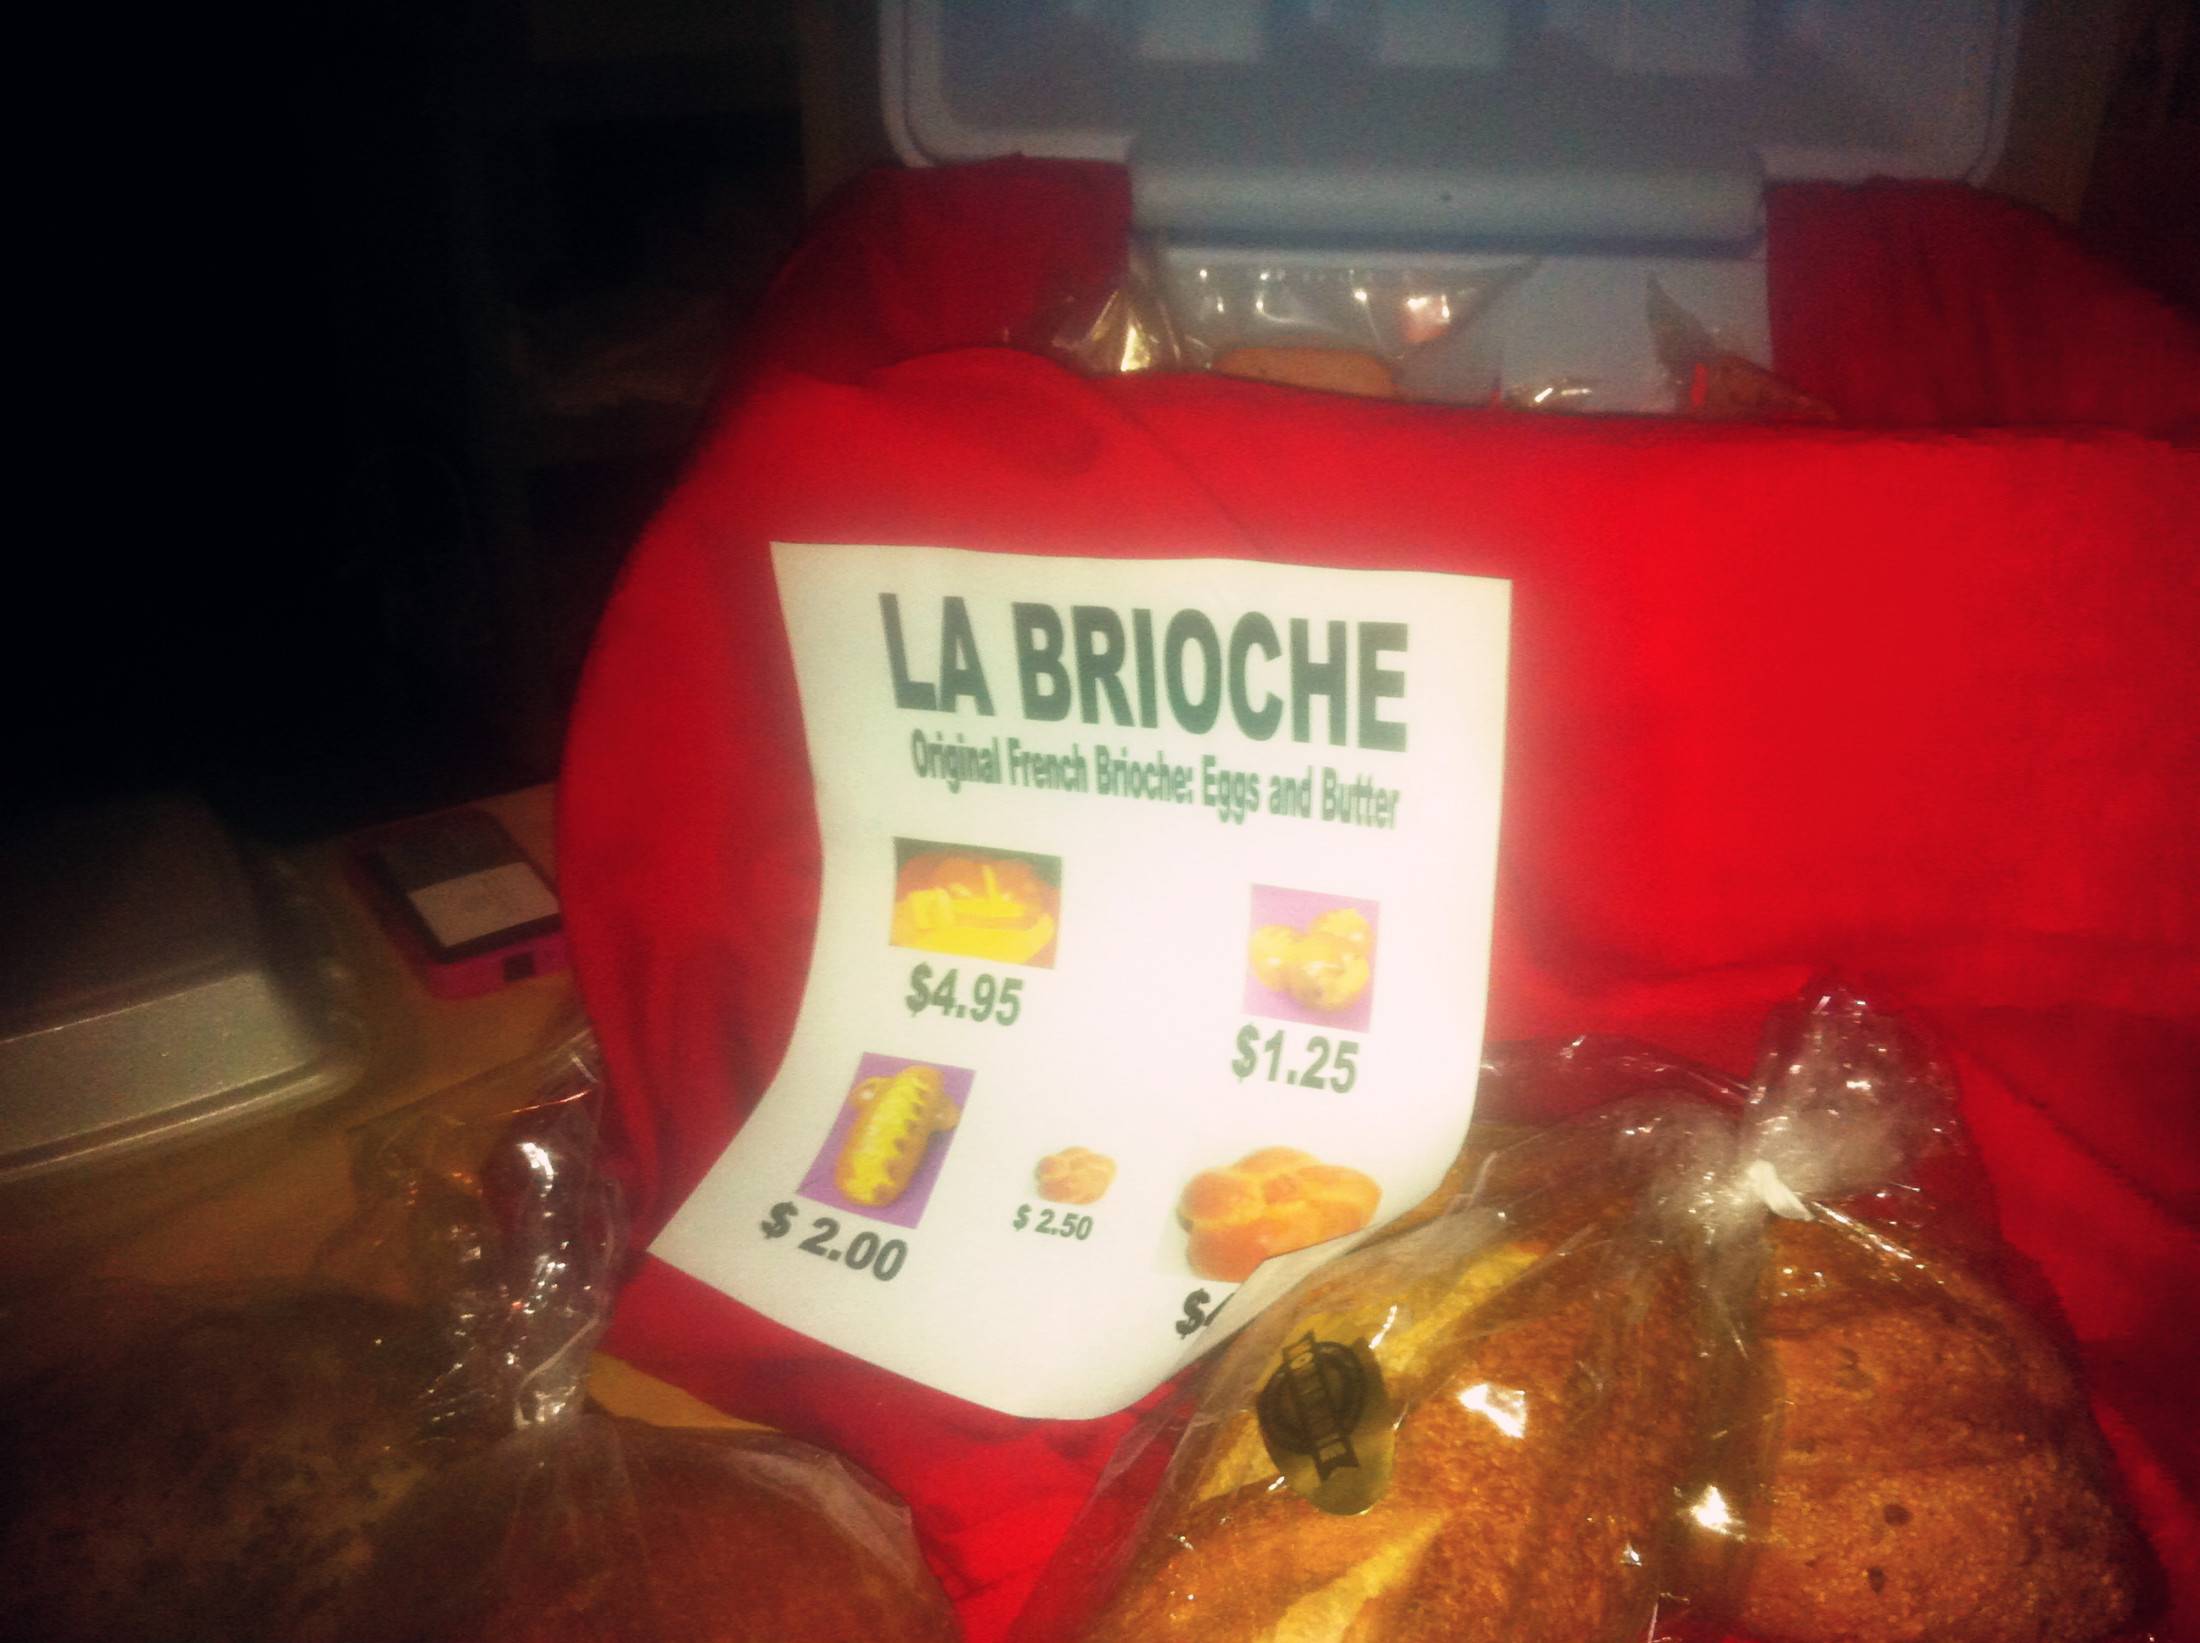 LA BRIOCHE
Original French Brioche: Eggs and Butter
$4.95
$1.25
$ 2.00
$ 2.50